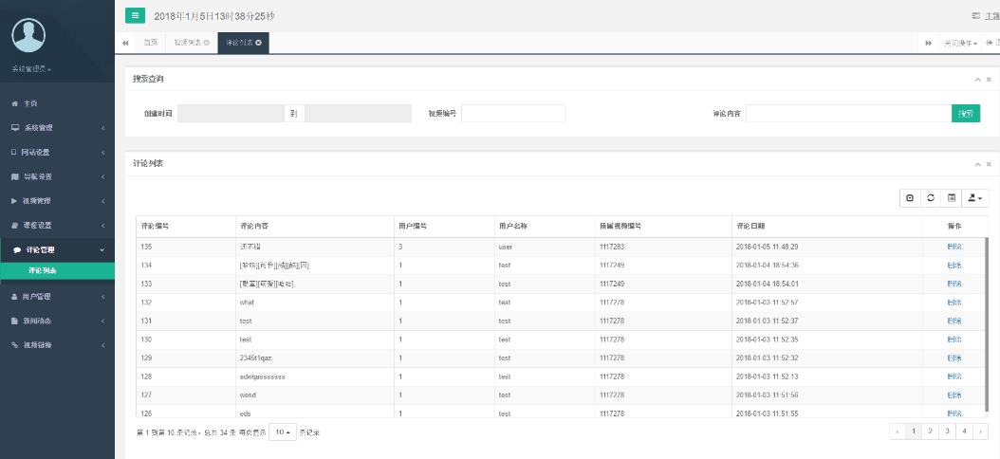 2018年1月5日13时38分25秒
主题
系统管理员
首页
视频列表
评论列表
关闭操作
主页
系统管理
网站设置
导航设置
视频管理
课程设置
评论管理
评论列表
用户管理
新闻动态
视频链接
搜索查询
创建时间 到 视频编号 评论内容 搜索
评论列表
评论编号 评论内容 用户编号 用户名称 所属视频编号 评论日期 操作
135 还不错 3 user 1117283 2018-01-05 11:48:29 删除
134 1 test 1117249 2018-01-04 18:54:36 删除
133 1 test 1117249 2018-01-04 18:54:01 删除
132 what 1 test 1117278 2018-01-03 11:52:57 删除
131 test 1 test 1117278 2018-01-03 11:52:37 删除
130 test 1 test 1117278 2018-01-03 11:52:35 删除
129 2345t1qaz 1 test 1117278 2018-01-03 11:52:32 删除
128 adwqasssssss 1 test 1117278 2018-01-03 11:52:13 删除
127 wesd 1 test 1117278 2018-01-03 11:51:56 删除
126 eds 1 test 1117278 2018-01-03 11:51:55 删除
第 1 到第 10 条记录，总共 34 条 每页显示 10 条记录
‹ 1 2 3 4 ›